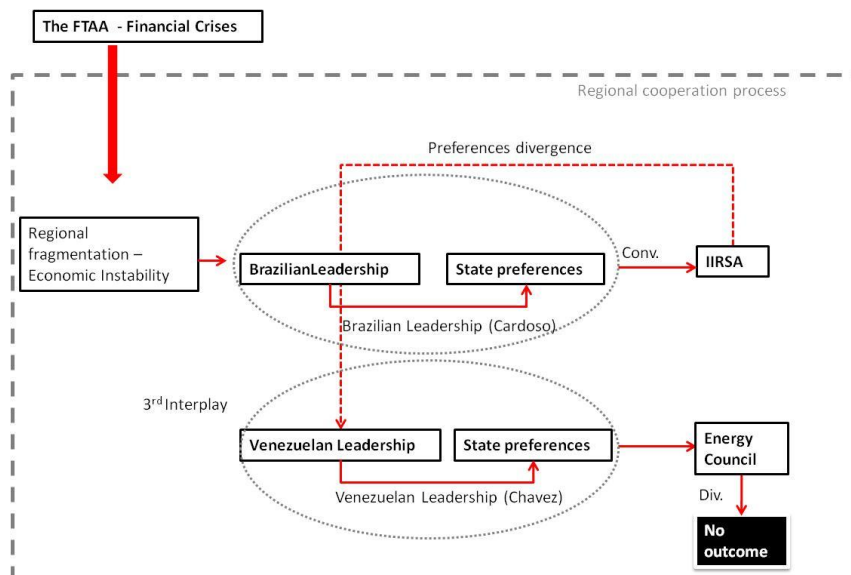 The FTAA - Financial Crises
Regional cooperation process
Preferences divergence
Regional
fragmentation –
Economic Instability
BrazilianLeadership
State preferences
Conv.
IIRSA
Brazilian Leadership (Cardoso)
3rd Interplay
Venezuelan Leadership
State preferences
Energy
Council
Venezuelan Leadership (Chavez)
Div.
No
outcome